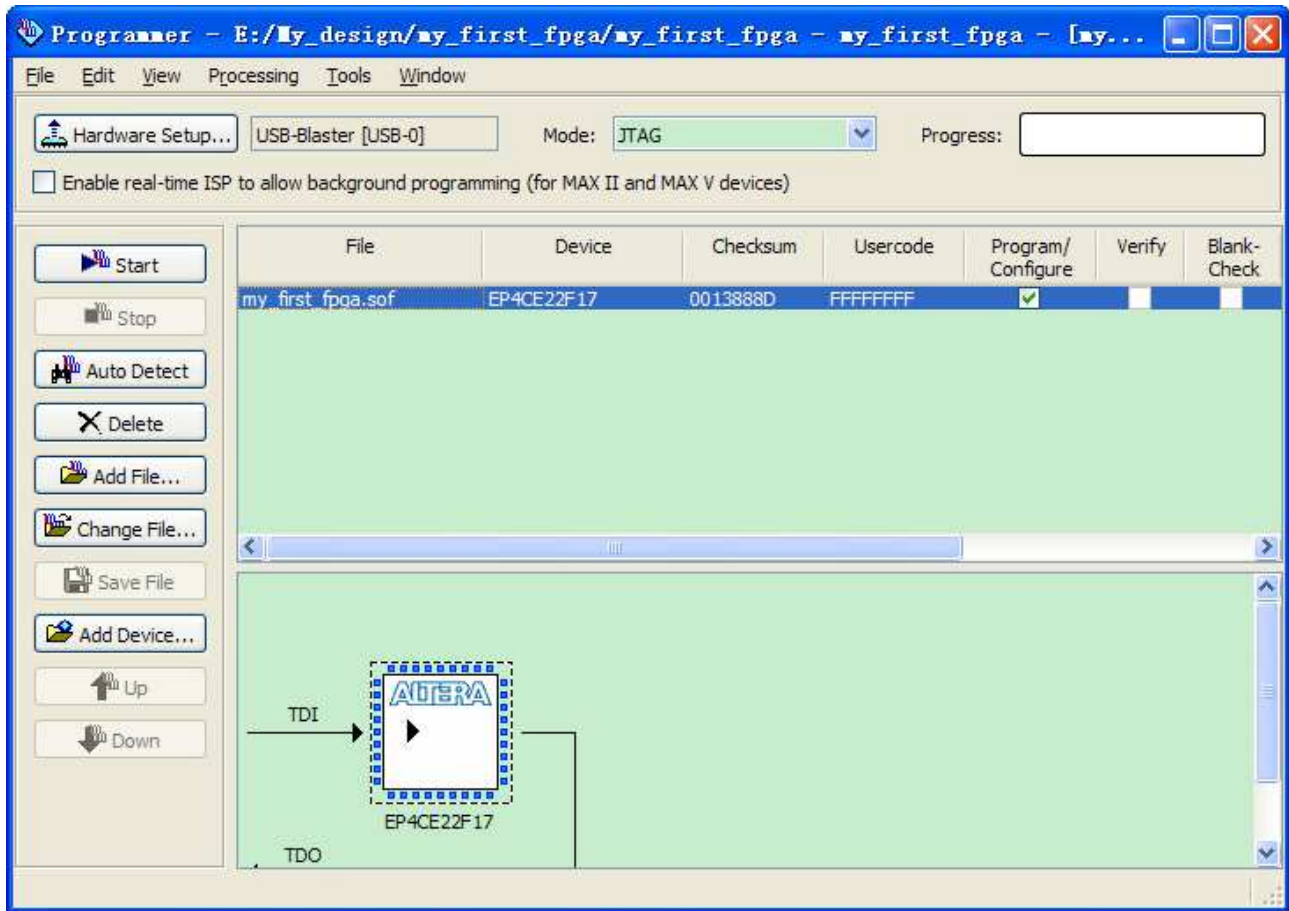 Programmer - E:/My_design/my_first_fpga/my_first_fpga - my_first_fpga - [my...
File Edit View Processing Tools Window
Hardware Setup... USB-Blaster [USB-0] Mode: JTAG Progress:
Enable real-time ISP to allow background programming (for MAX II and MAX V devices)
File Device Checksum Usercode Program/ Configure Verify Blank- Check
my_first_fpga.sof EP4CE22F17 0013888D FFFFFFFF
Start
Stop
Auto Detect
Delete
Add File...
Change File...
Save File
Add Device...
Up
Down
ALTERA
TDI
EP4CE22F17
TDO